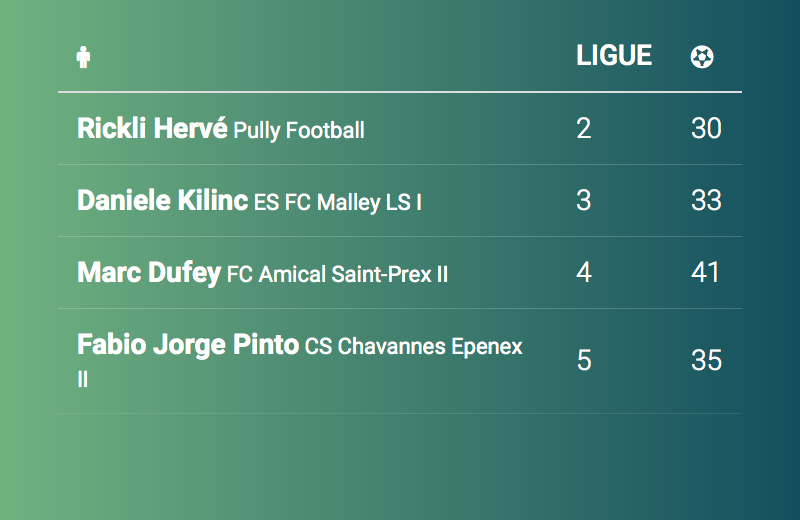 LIGUE
Rickli Hervé Pully Football 2 30
Daniele Kilinc ES FC Malley LS I 3 33
Marc Dufey FC Amical Saint-Prex II 4 41
Fabio Jorge Pinto CS Chavannes Epenex
II
5 35